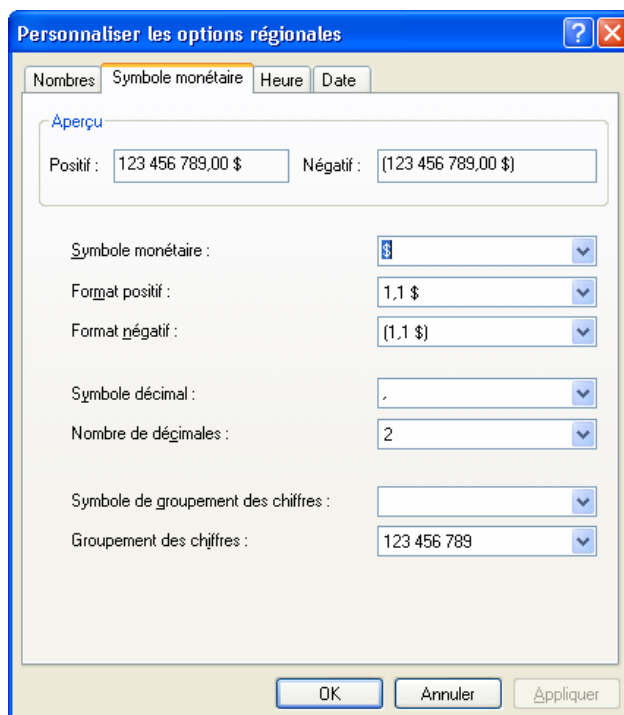 Personnaliser les options régionales
Nombres Symbole monétaire Heure Date
Aperçu
Positif : 123 456 789,00 $ Négatif : (123 456 789,00 $)
Symbole monétaire : $
Format positif : 1,1 $
Format négatif : (1,1 $)
Symbole décimal : ,
Nombre de décimales : 2
Symbole de groupement des chiffres :
Groupement des chiffres : 123 456 789
OK Annuler Appliquer